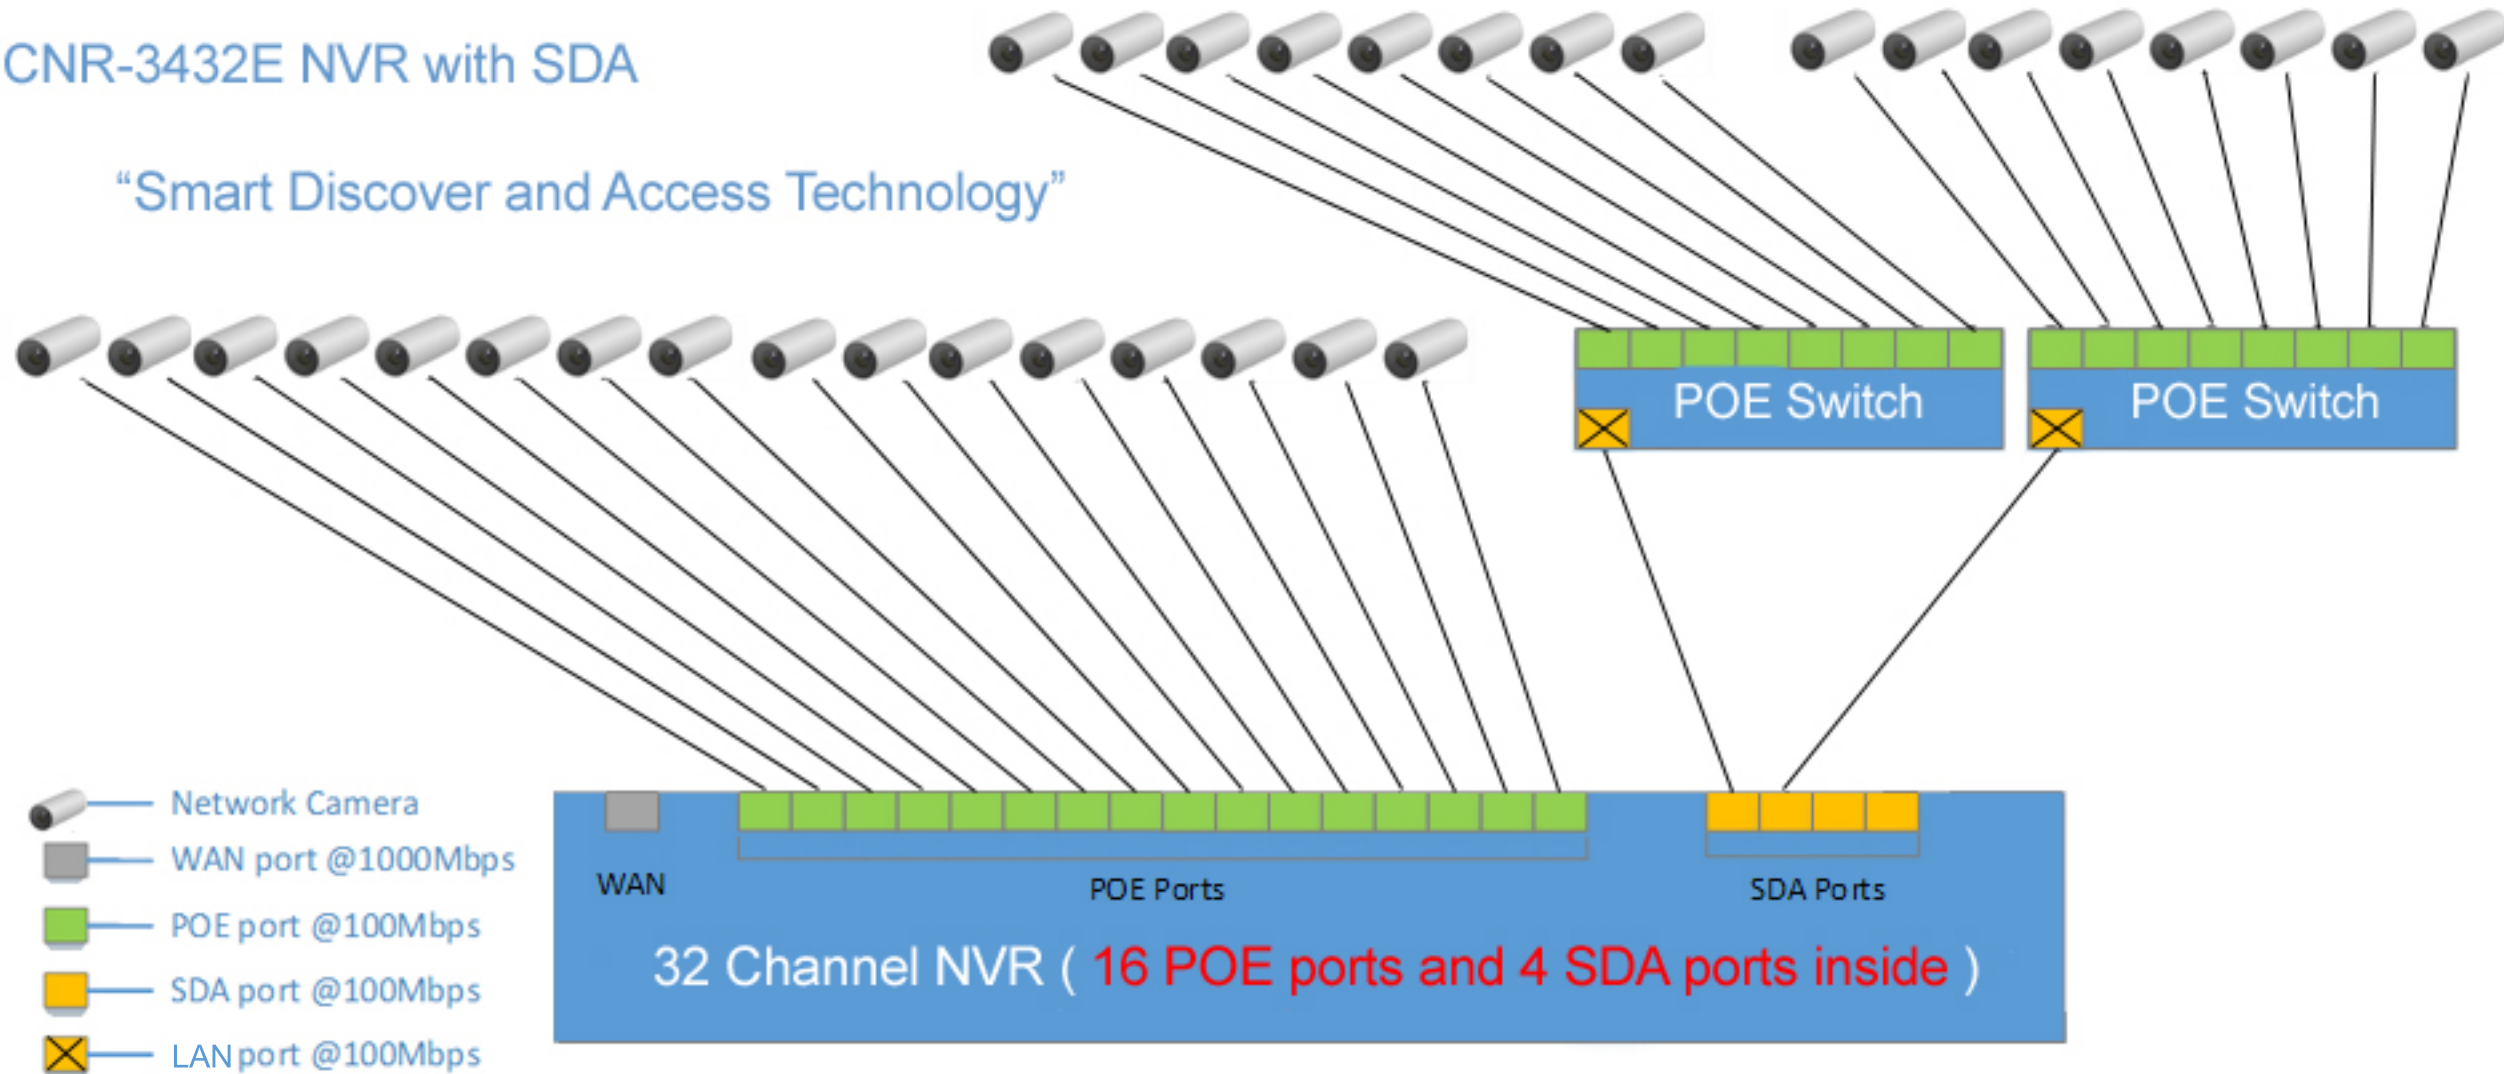 CNR-3432E NVR with SDA
“Smart Discover and Access Technology”
POE Switch
POE Switch
Network Camera
WAN port @1000Mbps
POE port @100Mbps
SDA port @100Mbps
LAN port @100Mbps
WAN
POE Ports
SDA Ports
32 Channel NVR ( 16 POE ports and 4 SDA ports inside )